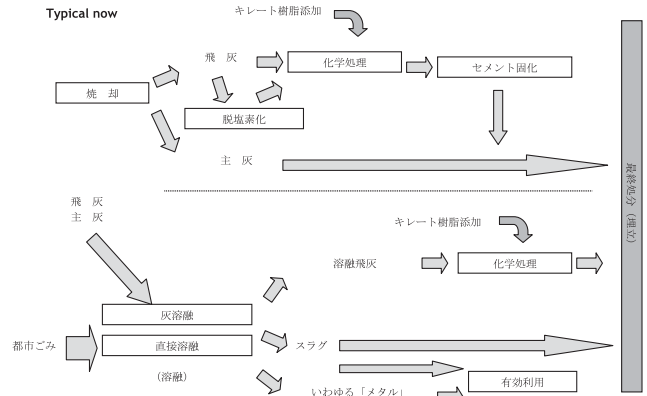 Typical now
キレート樹脂添加
飛　灰
化学処理
セメント固化
焼　却
脱塩素化
主　灰
最終処分（埋立）
飛　灰
主　灰
キレート樹脂添加
溶融飛灰
化学処理
灰溶融
都市ごみ
直接溶融
スラグ
（溶融）
有効利用
いわゆる「メタル」